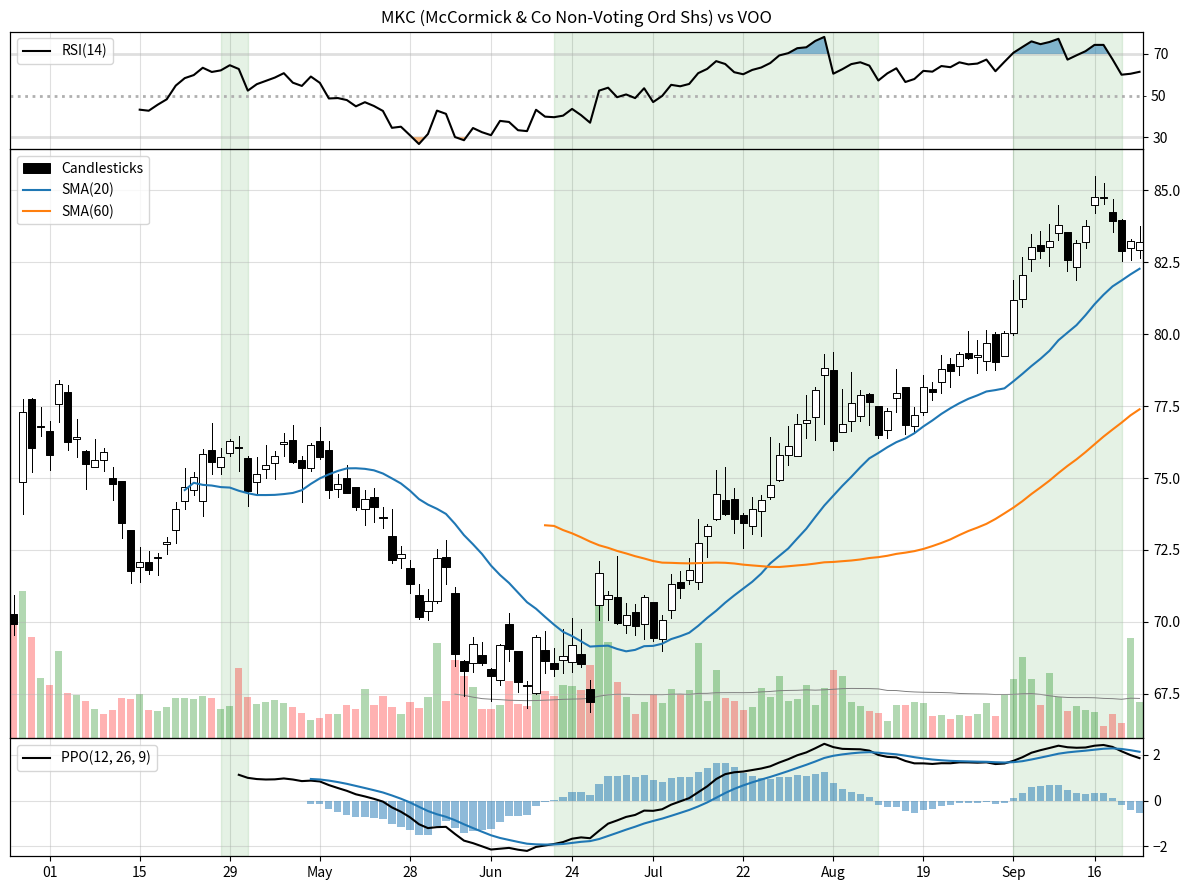 MKC (McCormick & Co Non-Voting Ord Shs) vs VOO
RSI(14)
70
50
30
Candlesticks
SMA(20)
SMA(60)
85.0
82.5
80.0
77.5
75.0
72.5
70.0
67.5
PPO(12, 26, 9)
2
0
−2
01 15 29 May 28 Jun 24 Jul 22 Aug 19 Sep 16